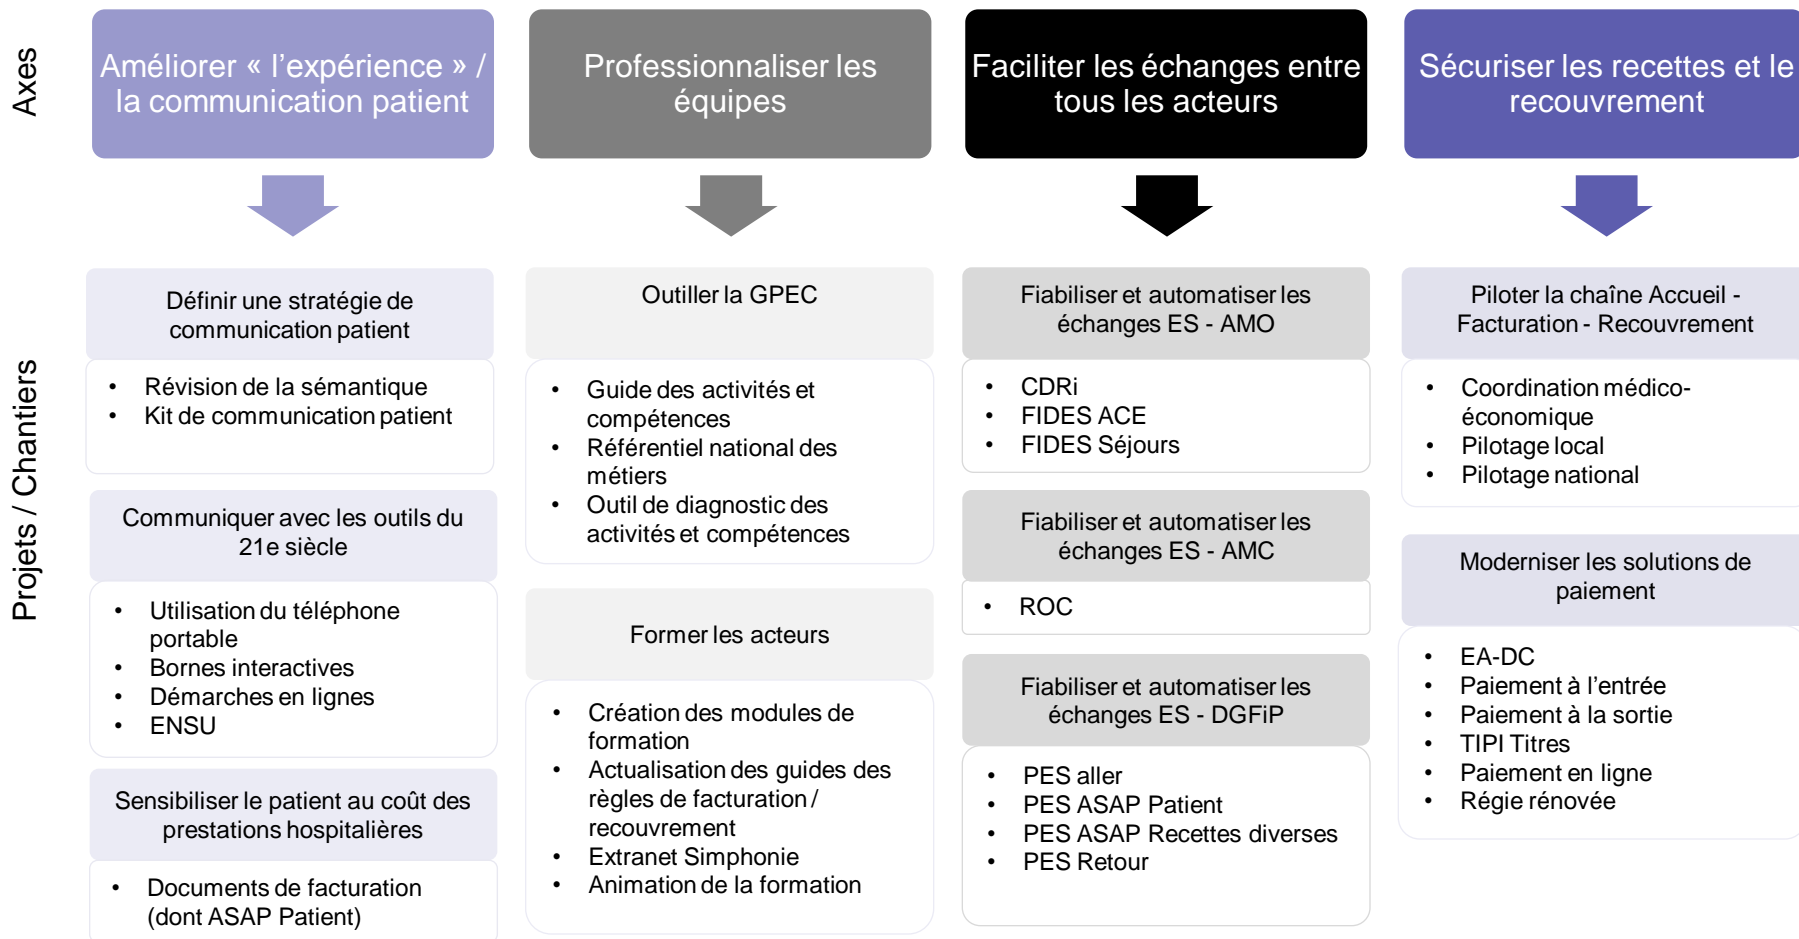 Axes
Améliorer « l'expérience » /
la communication patient
Professionnaliser les
équipes
Faciliter les échanges entre
tous les acteurs
Sécuriser les recettes et le
recouvrement
Projets / Chantiers
Définir une stratégie de
communication patient
• Révision de la sémantique
• Kit de communication patient
Communiquer avec les outils du
21e siècle
• Utilisation du téléphone
portable
• Bornes interactives
• Démarches en lignes
• ENSU
Sensibiliser le patient au coût des
prestations hospitalières
• Documents de facturation
(dont ASAP Patient)
Outiller la GPEC
• Guide des activités et
compétences
• Référentiel national des
métiers
• Outil de diagnostic des
activités et compétences
Former les acteurs
• Création des modules de
formation
• Actualisation des guides des
règles de facturation /
recouvrement
• Extranet Simphonie
• Animation de la formation
Fiabiliser et automatiser les
échanges ES - AMO
• CDRi
• FIDES ACE
• FIDES Séjours
Fiabiliser et automatiser les
échanges ES - AMC
• ROC
Fiabiliser et automatiser les
échanges ES - DGFiP
• PES aller
• PES ASAP Patient
• PES ASAP Recettes diverses
• PES Retour
Piloter la chaîne Accueil -
Facturation - Recouvrement
• Coordination médico-
économique
• Pilotage local
• Pilotage national
Moderniser les solutions de
paiement
• EA-DC
• Paiement à l'entrée
• Paiement à la sortie
• TIPI Titres
• Paiement en ligne
• Régie rénovée